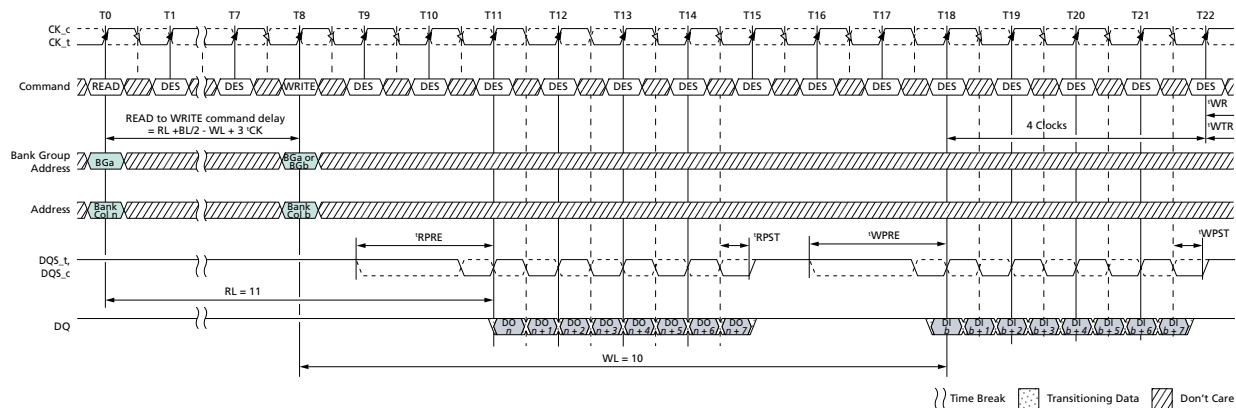 T0 T1 T7 T8 T9 T10 T11 T12 T13 T14 T15 T16 T17 T18 T19 T20 T21 T22
CK_c
CK_t
Command READ DES DES WRITE DES DES DES DES DES DES DES DES DES DES DES DES DES DES
READ to WRITE command delay
= RL +BL/2 - WL + 3 tCK
4 Clocks
tWR
tWTR
Bank Group
Address
BGa
BGa or
BGb
Address
Bank
Col n
Bank
Col b
tRPRE
tRPST
tWPRE
tWPST
DQS_t,
DQS_c
RL = 11
DQ
DO DO DO DO DO DO DO DO DI DI DI DI DI DI DI DI
n n + 1 n + 2 n + 3 n + 4 n + 5 n + 6 n + 7 b b + 1 b + 2 b + 3 b + 4 b + 5 b + 6 b + 7
WL = 10
Time Break Transitioning Data Don't Care